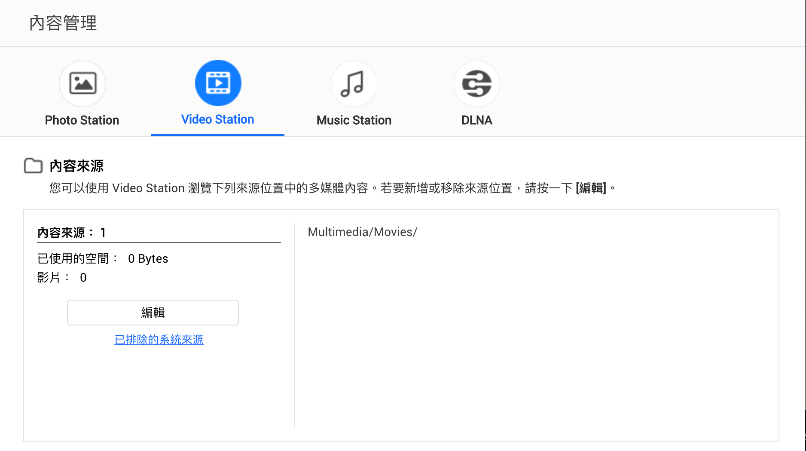 內容管理
Photo Station
Video Station
Music Station
DLNA
內容來源
您可以使用 Video Station 瀏覽下列來源位置中的多媒體內容。若要新增或移除來源位置，請按一下 [編輯]。
內容來源： 1
已使用的空間： 0 Bytes
影片： 0
編輯
已排除的系統來源
Multimedia/Movies/